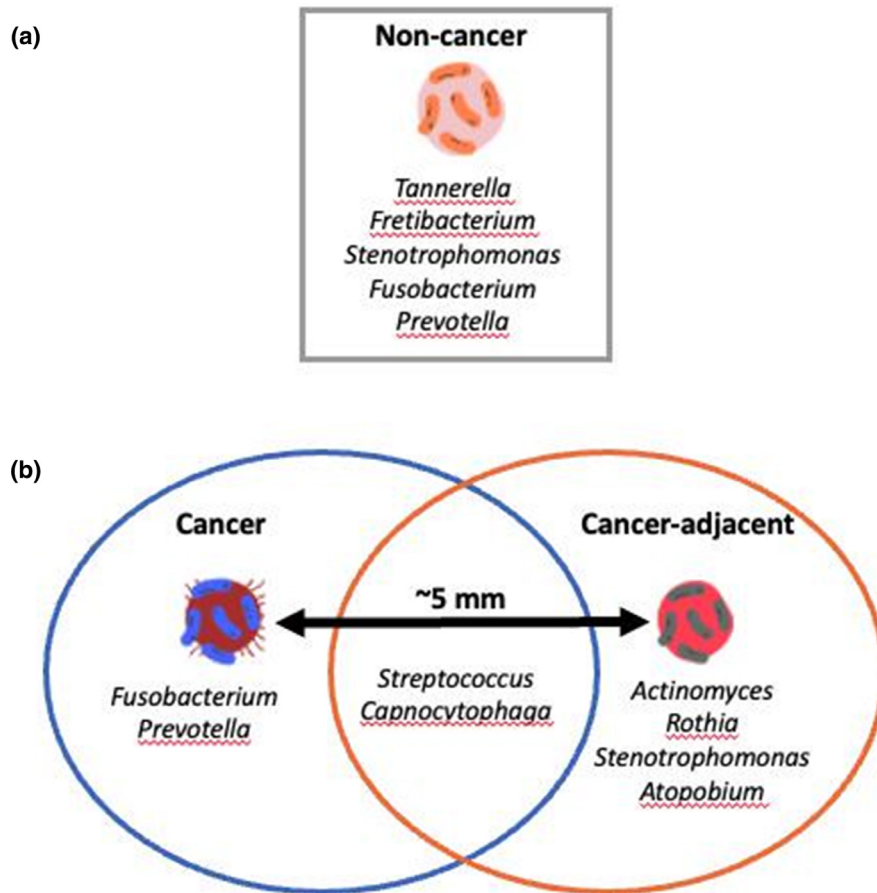 (a)
Non-cancer
Tannerella
Fretibacterium
Stenotrophomonas
Fusobacterium
Prevotella
(b)
Cancer
Cancer-adjacent
~5 mm
Fusobacterium
Prevotella
Streptococcus
Capnocytophaga
Actinomyces
Rothia
Stenotrophomonas
Atopobium